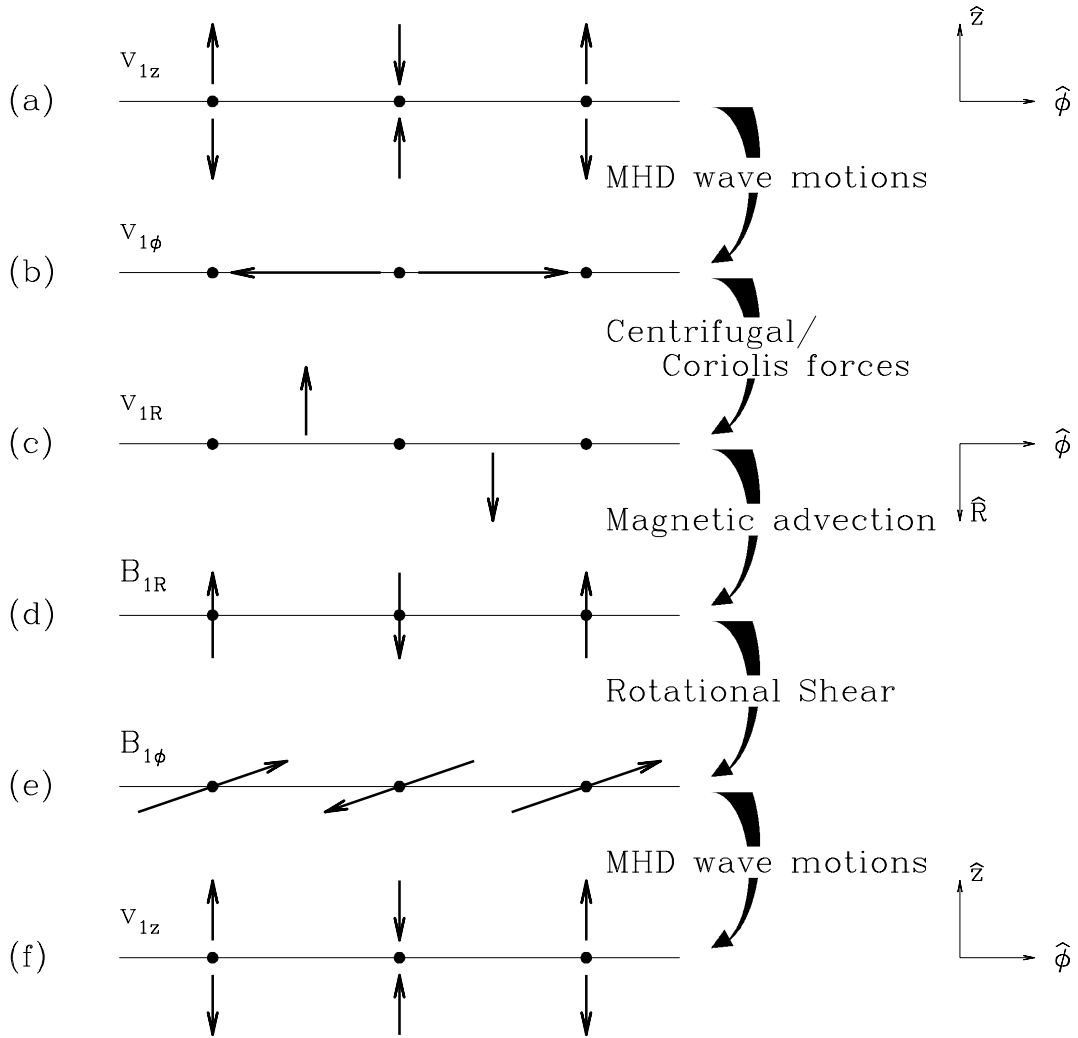 ẑ
v₁z
(a)
φ̂
MHD wave motions
v₁φ
(b)
Centrifugal/
Coriolis forces
v₁R
(c)
φ̂
R̂
Magnetic advection
B₁R
(d)
Rotational Shear
B₁φ
(e)
MHD wave motions
ẑ
v₁z
(f)
φ̂